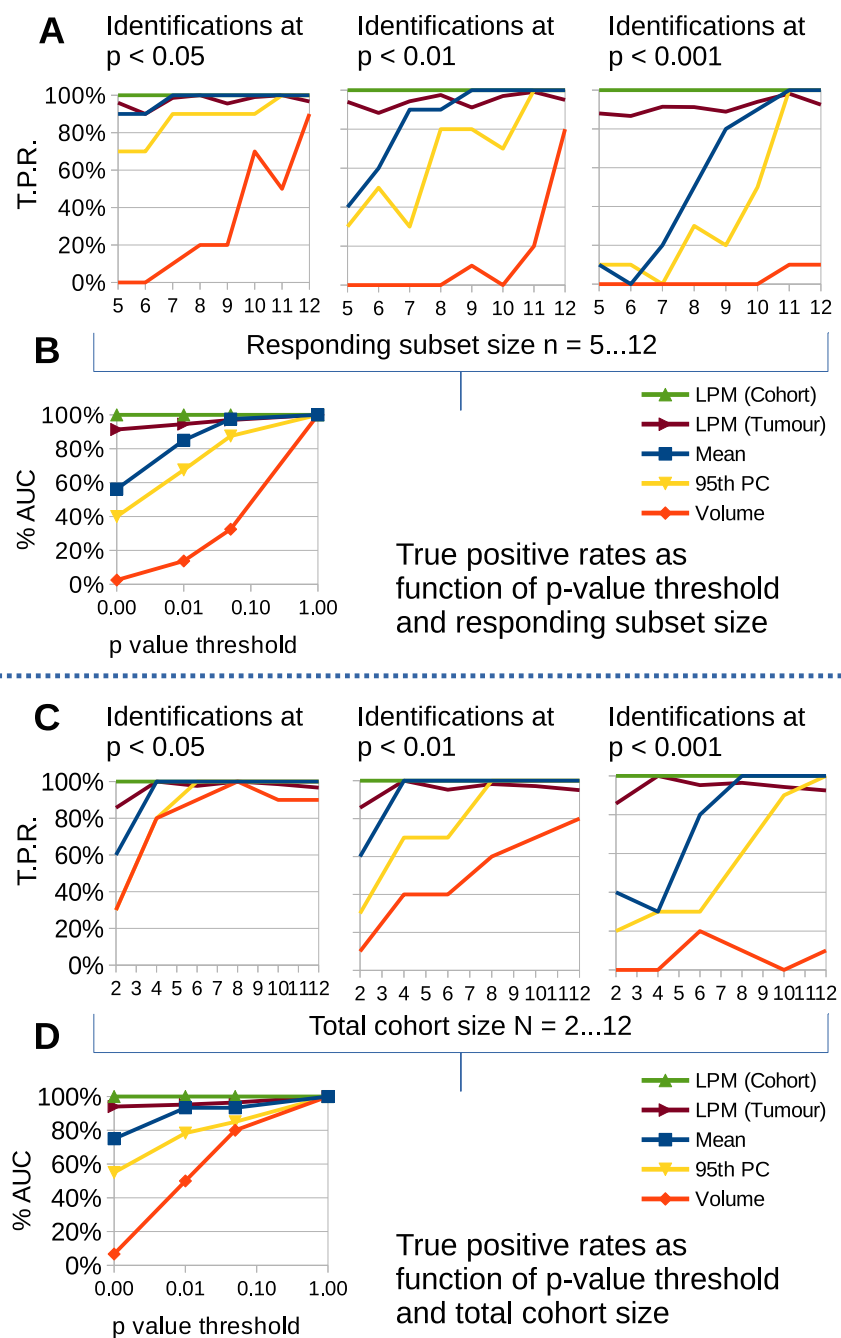 A
Identifications at
p < 0.05
Identifications at
p < 0.01
Identifications at
p < 0.001
T.P.R.
100%
80%
60%
40%
20%
0%
5 6 7 8 9 10 11 12
5 6 7 8 9 10 11 12
5 6 7 8 9 10 11 12
Responding subset size n = 5...12
B
% AUC
100%
80%
60%
40%
20%
0%
0.00 0.01 0.10 1.00
p value threshold
LPM (Cohort)
LPM (Tumour)
Mean
95th PC
Volume
True positive rates as
function of p-value threshold
and responding subset size
C
Identifications at
p < 0.05
Identifications at
p < 0.01
Identifications at
p < 0.001
T.P.R.
100%
80%
60%
40%
20%
0%
2 3 4 5 6 7 8 9 10 11 12
2 3 4 5 6 7 8 9 10 11 12
2 3 4 5 6 7 8 9 10 11 12
Total cohort size N = 2...12
D
% AUC
100%
80%
60%
40%
20%
0%
0.00 0.01 0.10 1.00
p value threshold
LPM (Cohort)
LPM (Tumour)
Mean
95th PC
Volume
True positive rates as
function of p-value threshold
and total cohort size